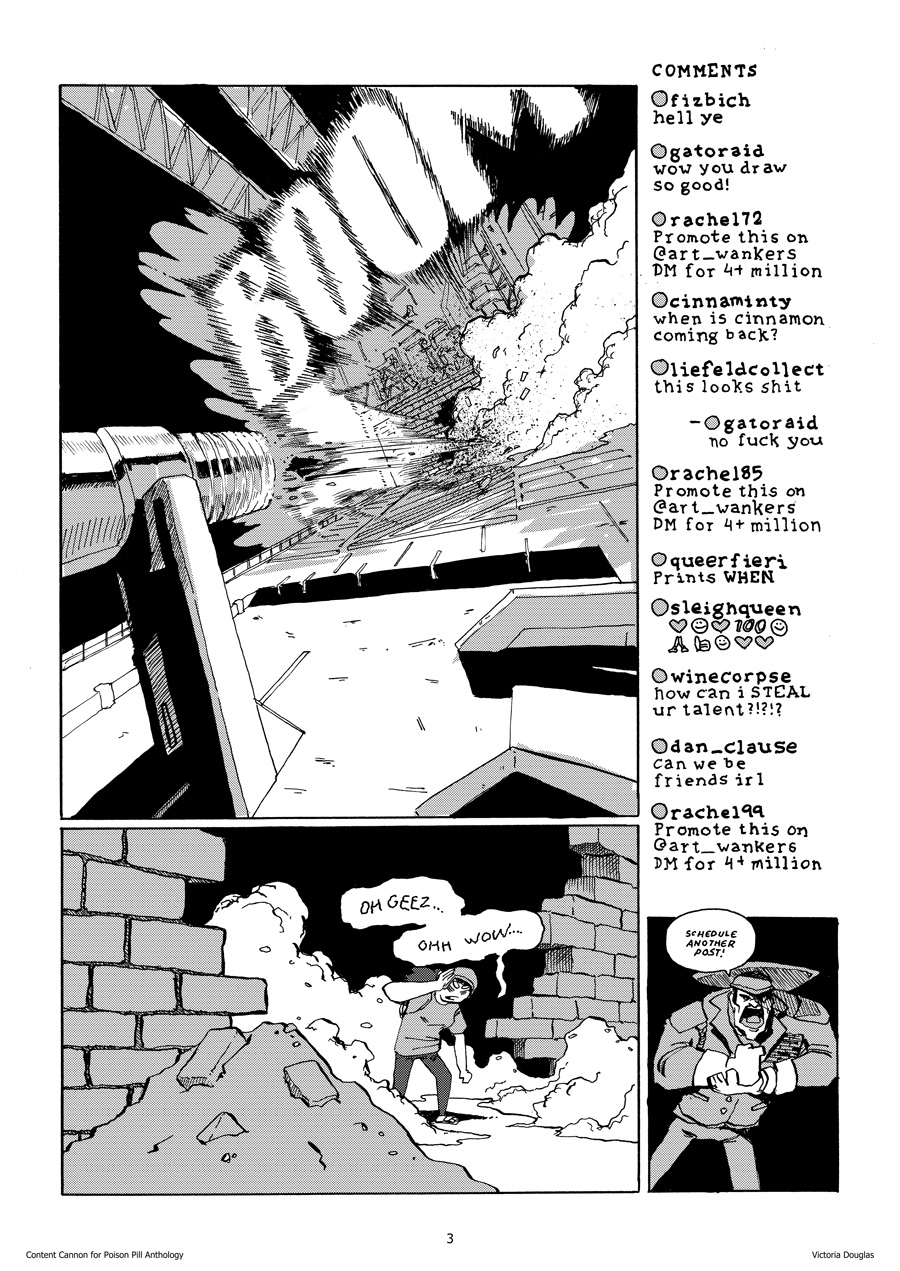 BOOM
COMMENTS
fizbich
hell ye
gatoraid
wow you draw
so good!
rachel72
Promote this on
@art_wankers
DM for 4+ million
cinnaminty
when is cinnamon
coming back?
liefeldcollect
this looks shit
- gatoraid
no fuck you
rachel85
Promote this on
@art_wankers
DM for 4+ million
queerfieri
Prints WHEN
sleighqueen
100
winecorpse
how can i STEAL
ur talent?!?!?
dan_clause
can we be
friends irl
rachel99
Promote this on
@art_wankers
DM for 4+ million
OH GEEZ...
OHH WOW...
SCHEDULE
ANOTHER
POST!
3
Content Cannon for Poison Pill Anthology
Victoria Douglas